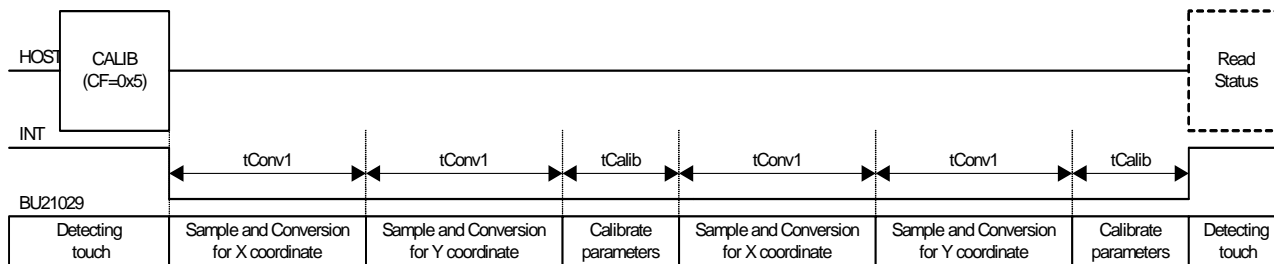 HOST
CALIB
(CF=0x5)
Read
Status
INT
tConv1
tConv1
tCalib
tConv1
tConv1
tCalib
BU21029
Detecting
touch
Sample and Conversion
for X coordinate
Sample and Conversion
for Y coordinate
Calibrate
parameters
Sample and Conversion
for X coordinate
Sample and Conversion
for Y coordinate
Calibrate
parameters
Detecting
touch